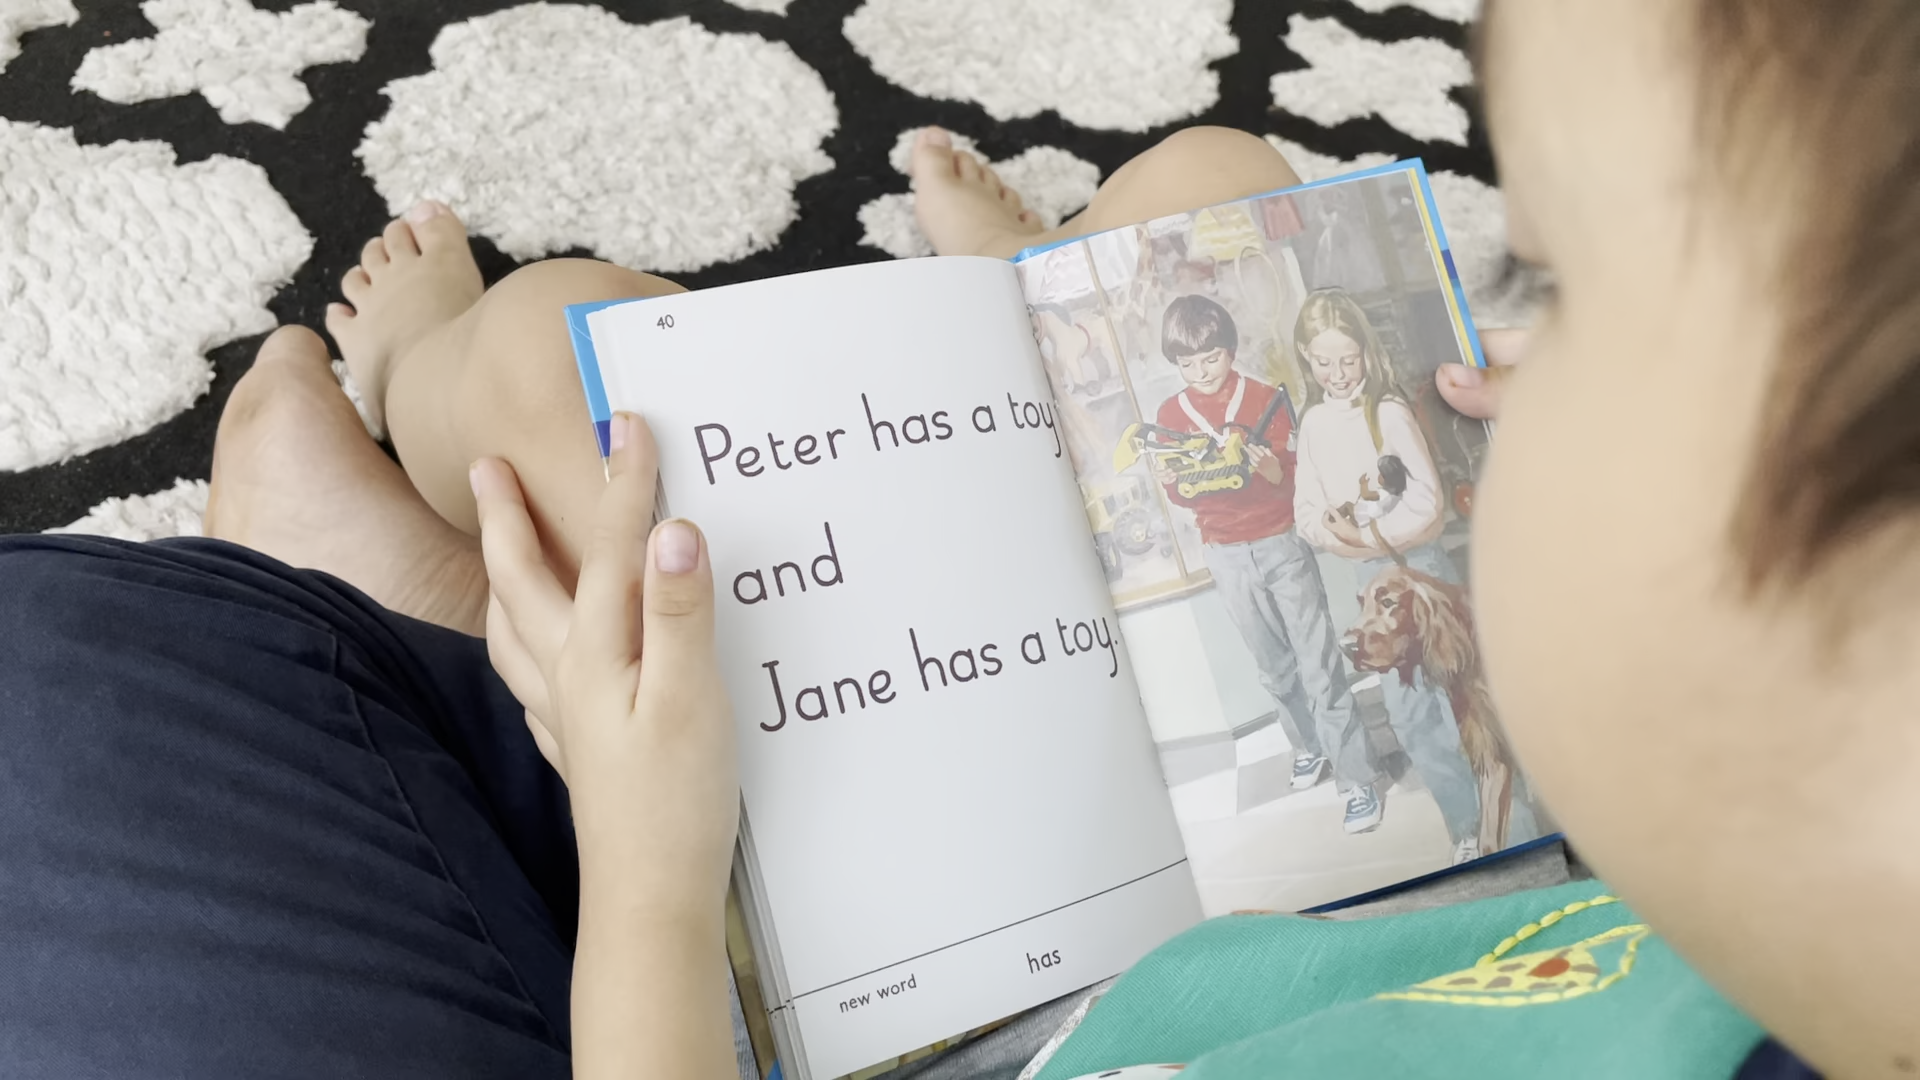 40
Peter has a toy
and
Jane has a toy.
new word has